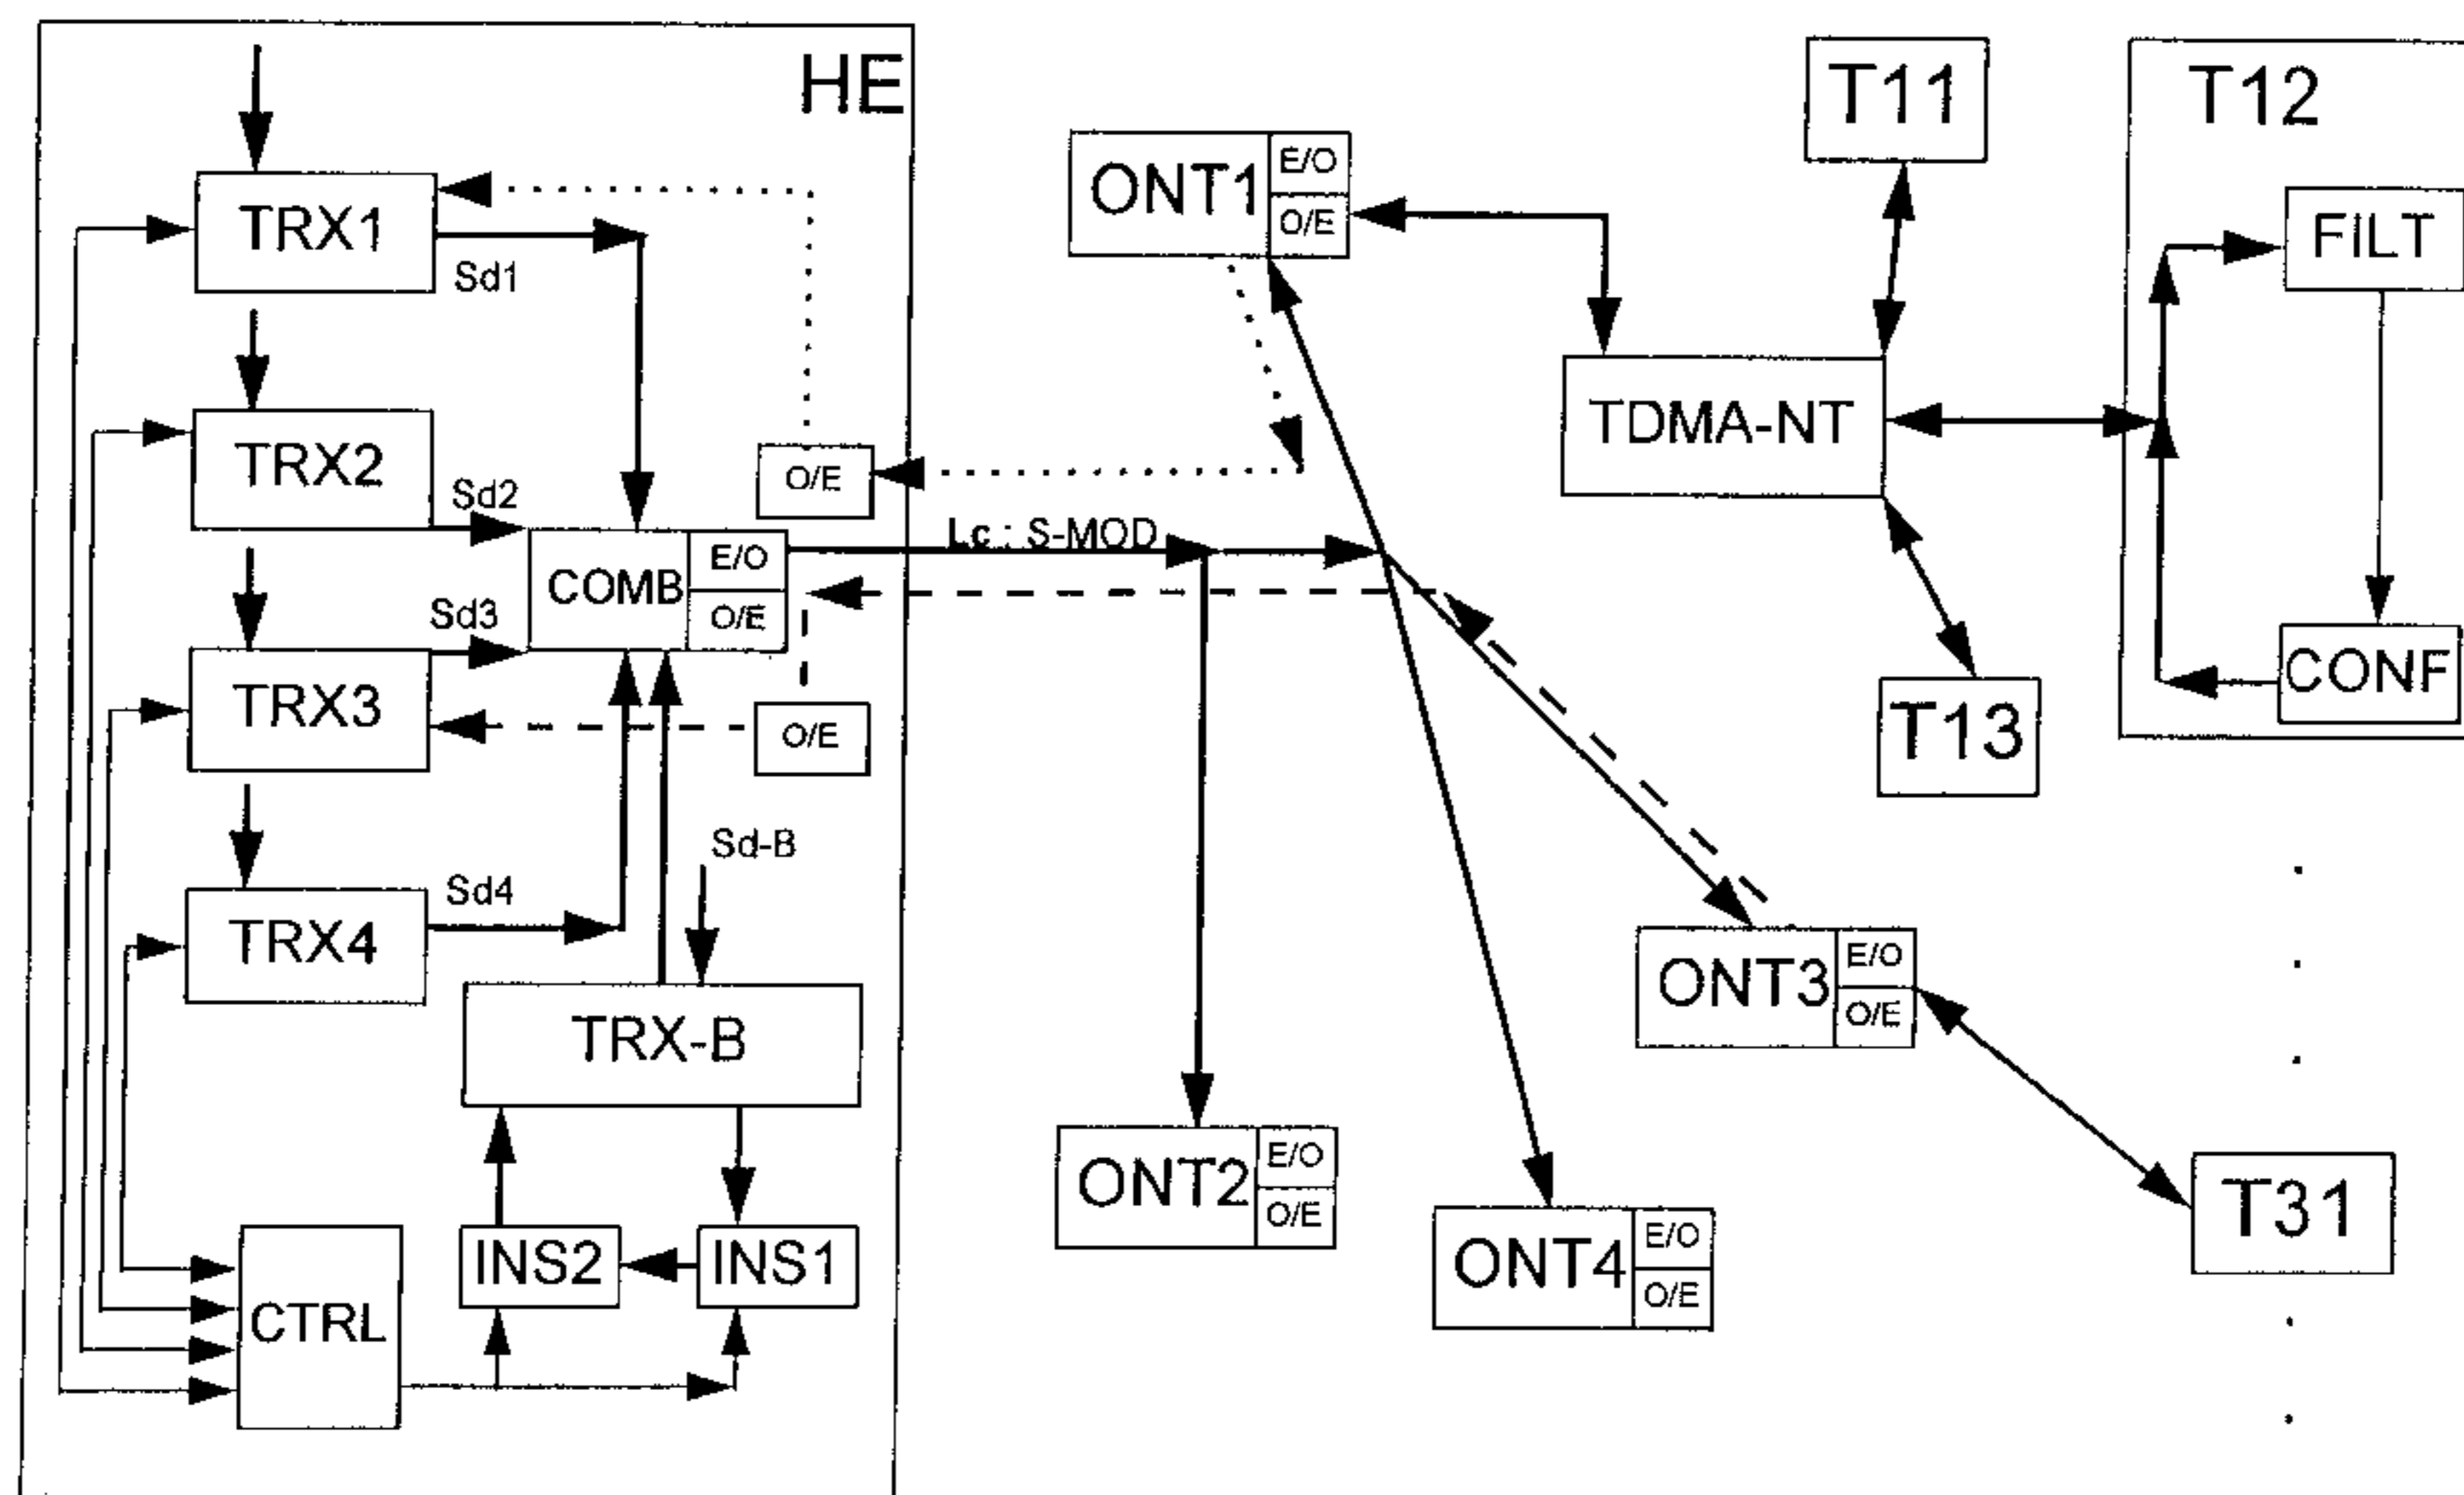 HE
TRX1
Sd1
TRX2
Sd2
O/E
COMB
E/O
O/E
Lc : S-MOD
Sd3
TRX3
O/E
Sd-B
Sd4
TRX4
TRX-B
INS2
INS1
CTRL
ONT1
E/O
O/E
TDMA-NT
T11
T12
FILT
CONF
T13
ONT3
E/O
O/E
ONT2
E/O
O/E
ONT4
E/O
O/E
T31